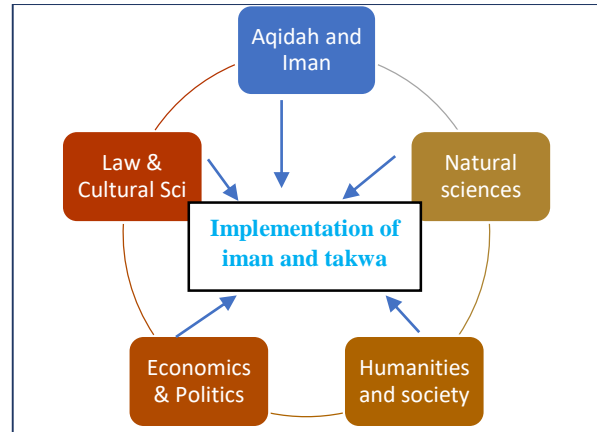 Aqidah and
Iman
Law &
Cultural Sci
Natural
sciences
Implementation of
iman and takwa
Economics
& Politics
Humanities
and society